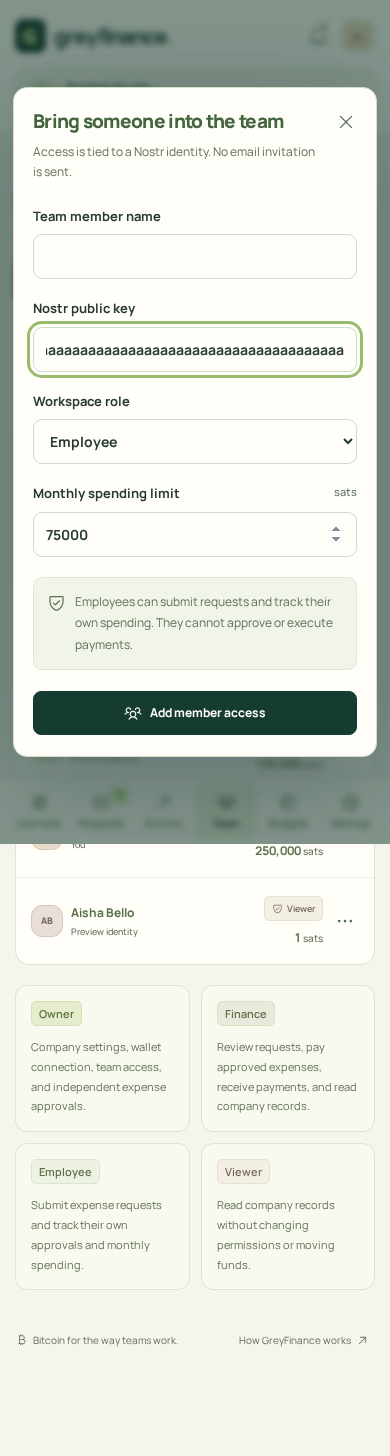 greyfinance.
Bring someone into the team
Access is tied to a Nostr identity. No email invitation
is sent.
Team member name
Nostr public key
aaaaaaaaaaaaaaaaaaaaaaaaaaaaaaaaaaaaaa
Workspace role
Employee
Monthly spending limit
sats
75000
Employees can submit requests and track their
own spending. They cannot approve or execute
payments.
Add member access
Team
You
250,000 sats
AB
Aisha Bello
Viewer
Preview identity
1 sats
Owner
Company settings, wallet
connection, team access,
and independent expense
approvals.
Finance
Review requests, pay
approved expenses,
receive payments, and read
company records.
Employee
Submit expense requests
and track their own
approvals and monthly
spending.
Viewer
Read company records
without changing
permissions or moving
funds.
Bitcoin for the way teams work.
How GreyFinance works